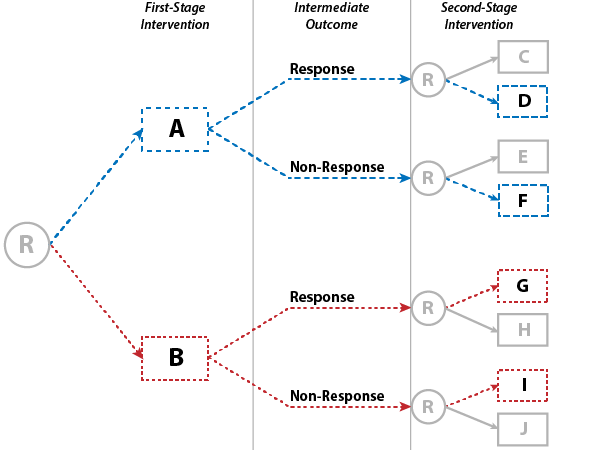 First-Stage
Intervention
Intermediate
Outcome
Second-Stage
Intervention
Response
R
C
D
A
Non-Response
R
E
F
R
Response
R
G
H
B
Non-Response
R
I
J